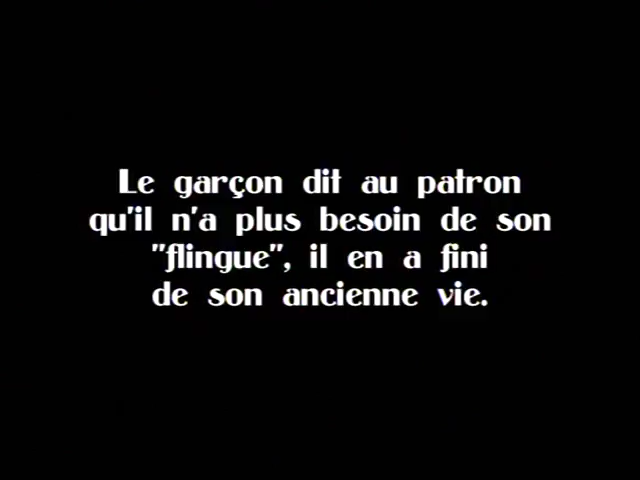 Le garçon dit au patron
qu'il n'a plus besoin de son
"flingue", il en a fini
de son ancienne vie.